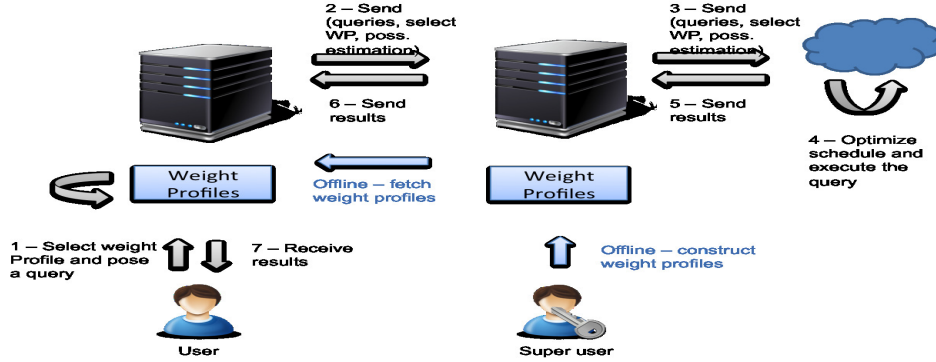 2 – Send
(queries, select
WP, poss.
estimation)
3 – Send
(queries, select
WP, poss.
estimation)
6 – Send
results
5 – Send
results
4 – Optimize
schedule and
execute the
query
Weight
Profiles
Offline – fetch
weight profiles
Weight
Profiles
1 – Select weight
Profile and pose
a query
7 – Receive
results
Offline – construct
weight profiles
User
Super user